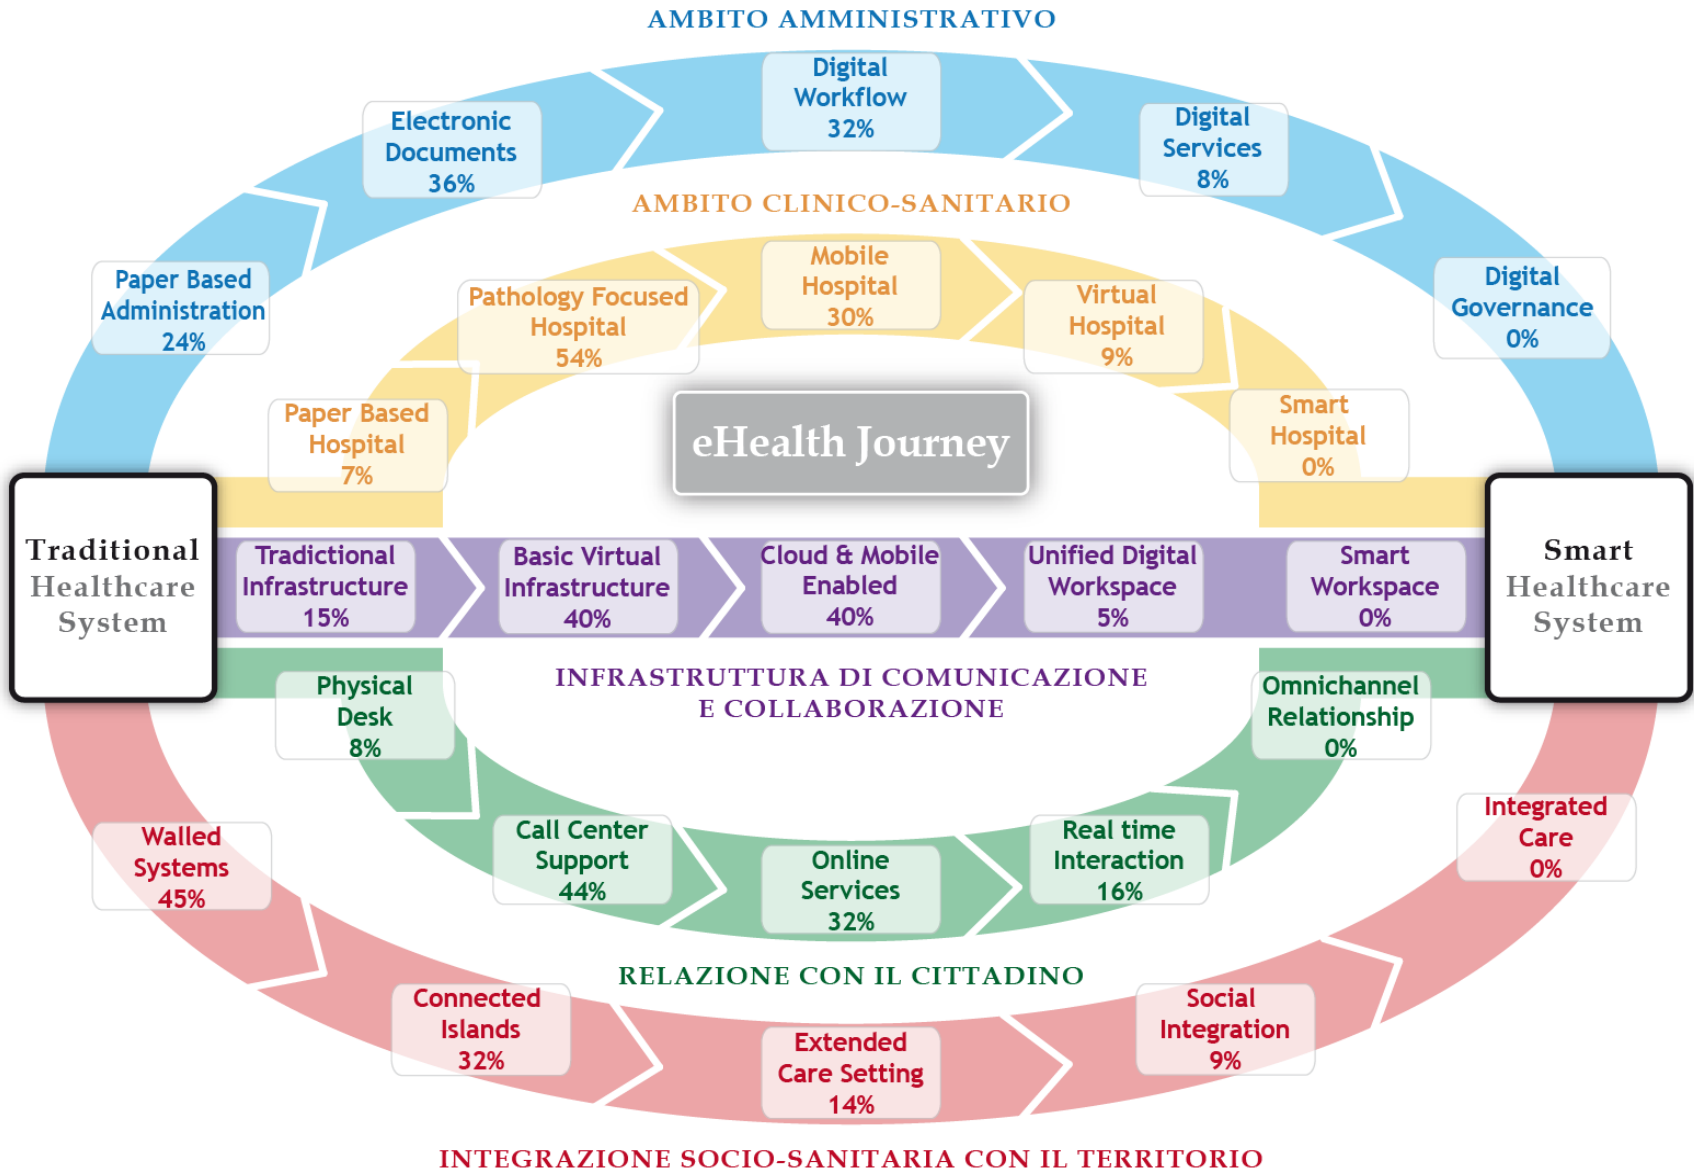 AMBITO AMMINISTRATIVO
Digital
Workflow
32%
Electronic
Documents
36%
Digital
Services
8%
Paper Based
Administration
24%
Digital
Governance
0%
AMBITO CLINICO-SANITARIO
Mobile
Hospital
30%
Pathology Focused
Hospital
54%
Virtual
Hospital
9%
Paper Based
Hospital
7%
Smart
Hospital
0%
eHealth Journey
Traditional
Healthcare
System
Tradictional
Infrastructure
15%
Basic Virtual
Infrastructure
40%
Cloud & Mobile
Enabled
40%
Unified Digital
Workspace
5%
Smart
Workspace
0%
Smart
Healthcare
System
INFRASTRUTTURA DI COMUNICAZIONE
E COLLABORAZIONE
Physical
Desk
8%
Omnichannel
Relationship
0%
Call Center
Support
44%
Online
Services
32%
Real time
Interaction
16%
RELAZIONE CON IL CITTADINO
Walled
Systems
45%
Integrated
Care
0%
Connected
Islands
32%
Extended
Care Setting
14%
Social
Integration
9%
INTEGRAZIONE SOCIO-SANITARIA CON IL TERRITORIO